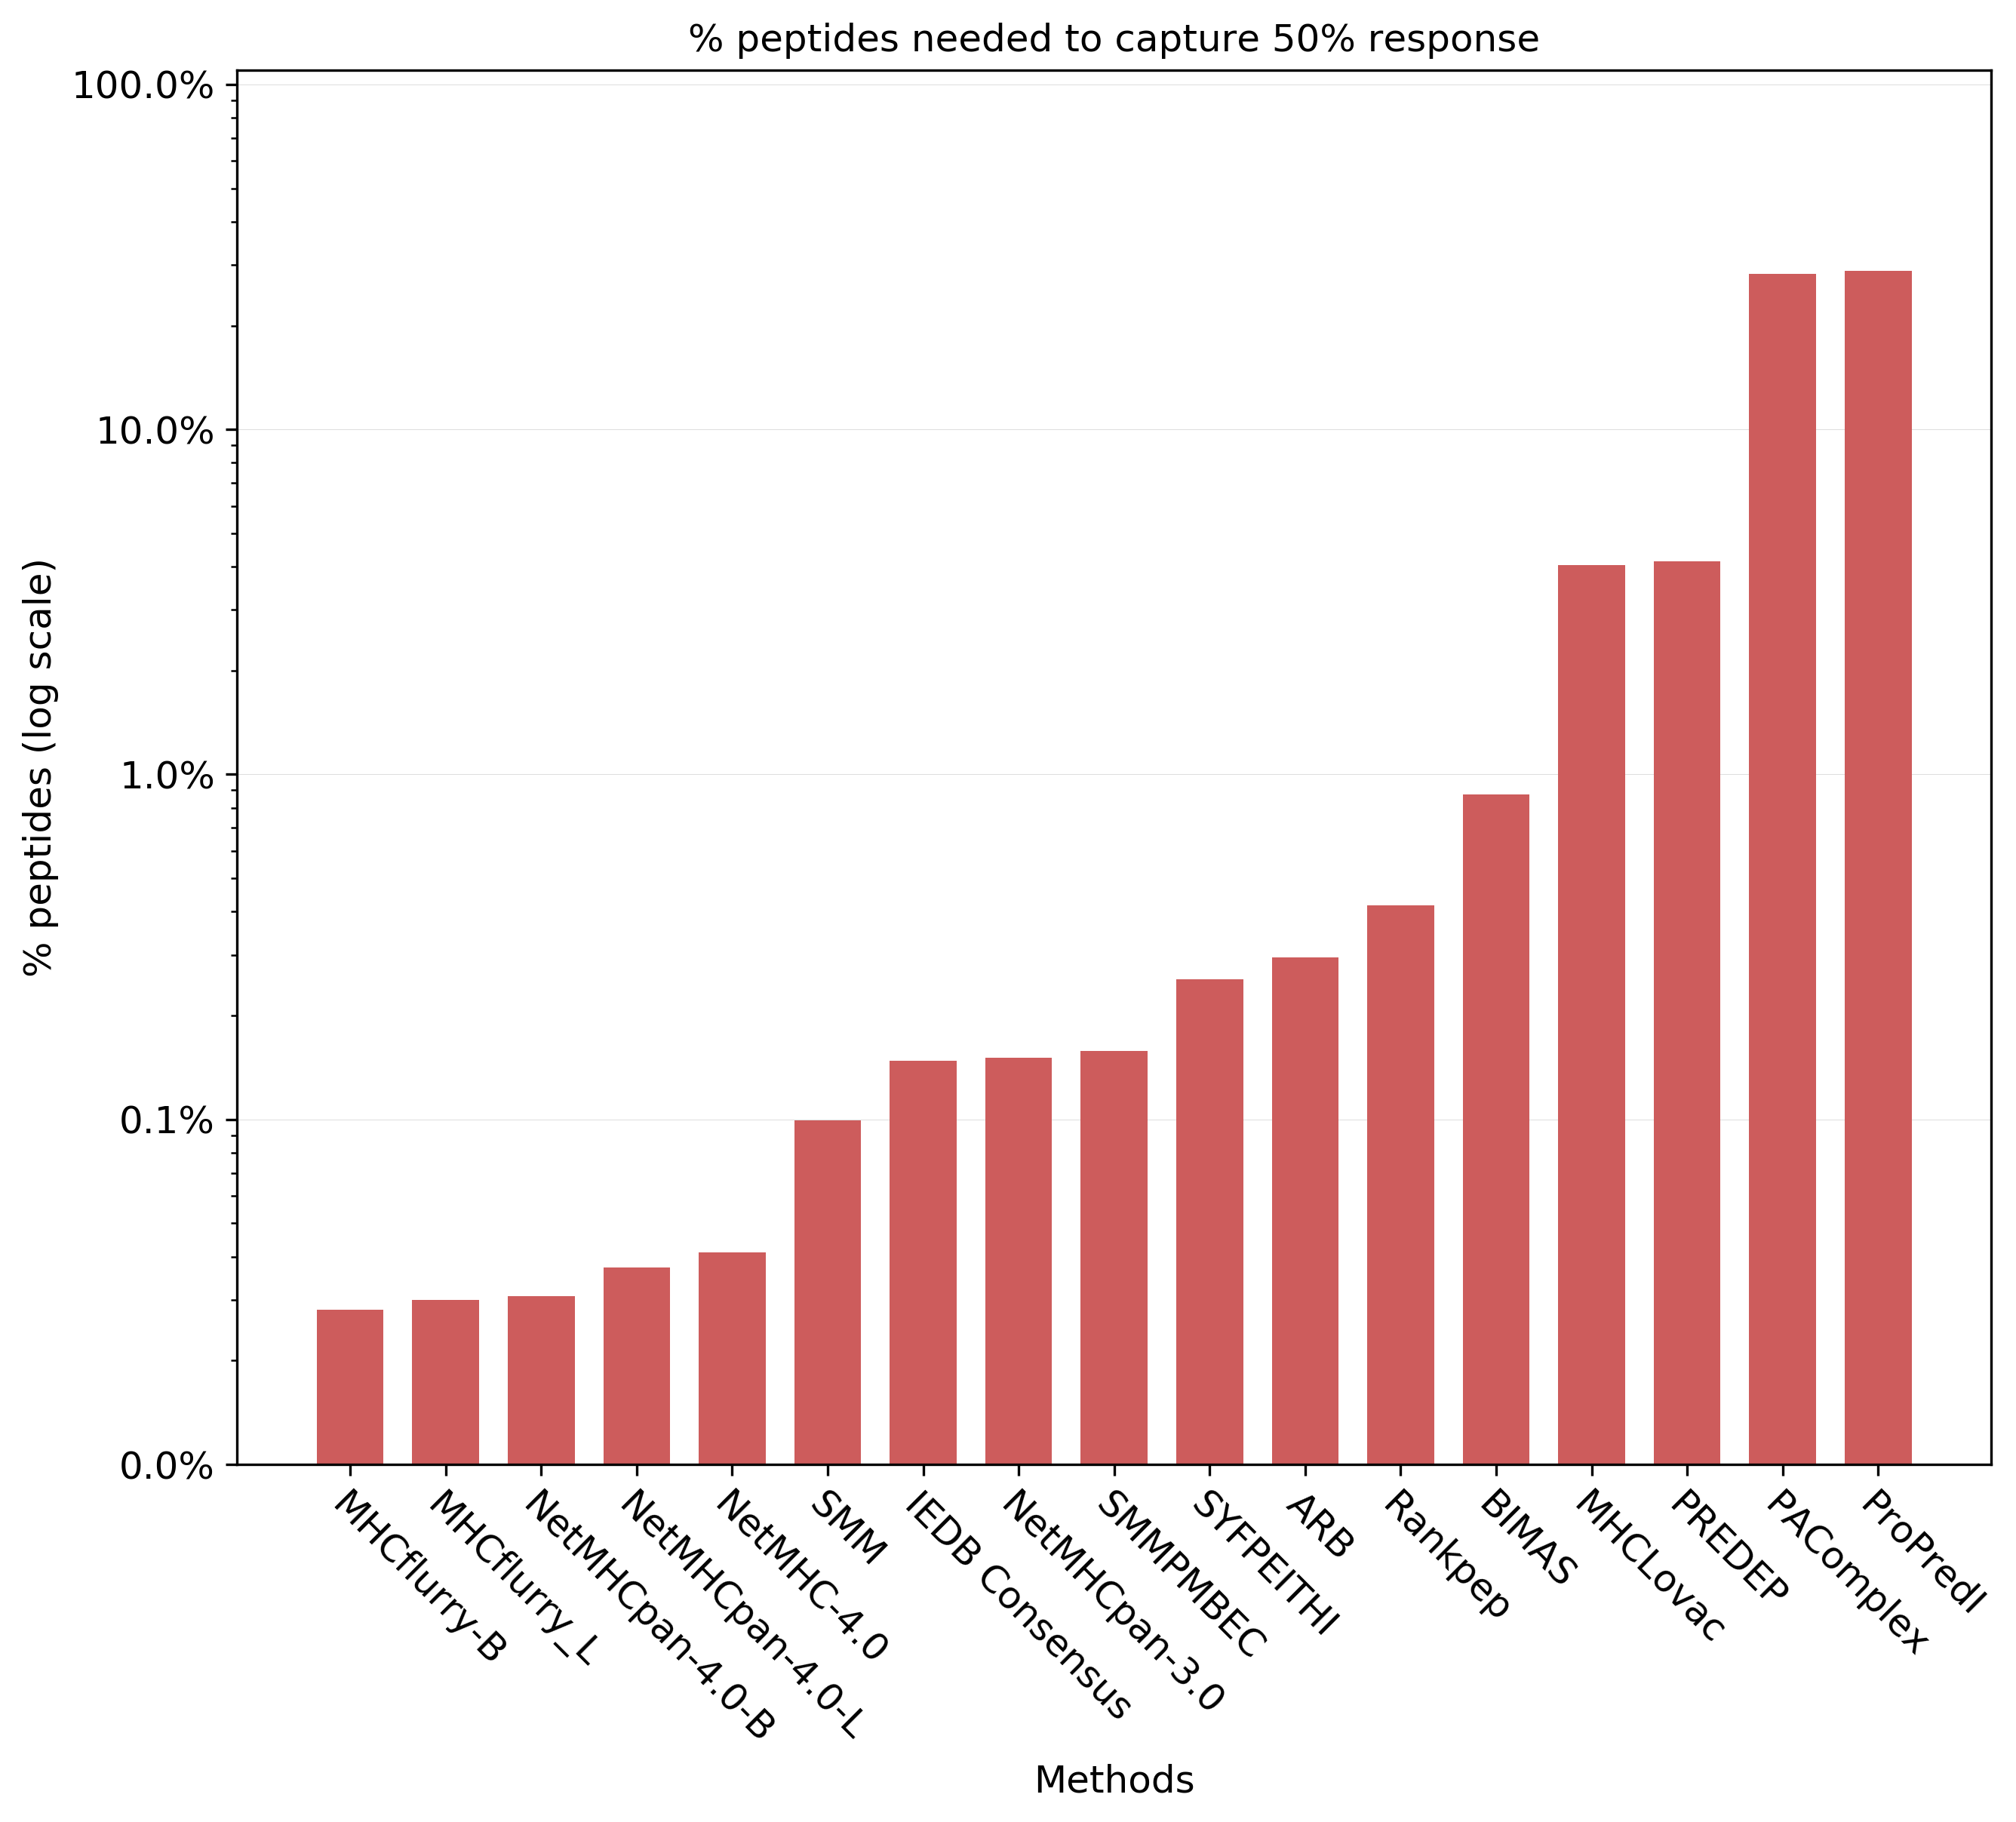 % peptides needed to capture 50% response
100.0%
10.0%
1.0%
0.1%
0.0%
% peptides (log scale)
MHCflurry-B
MHCflurry_L
NetMHCpan-4.0-B
NetMHCpan-4.0-L
NetMHC-4.0
SMM
IEDB Consensus
NetMHCpan-3.0
SMMPMBEC
SYFPEITHI
ARB
Rankpep
BIMAS
MHCLovac
PREDEP
PAComplex
ProPredI
Methods